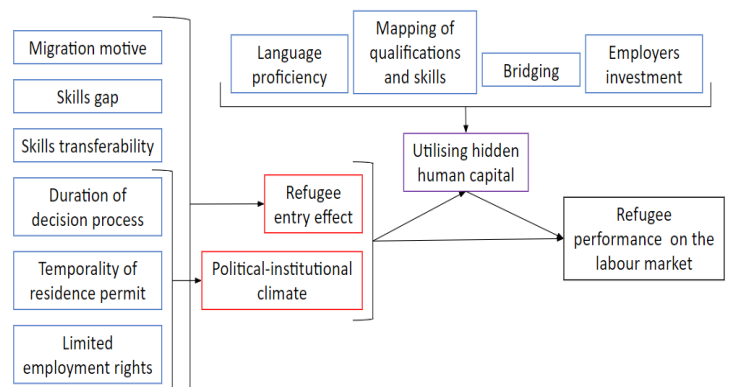 Migration motive
Skills gap
Skills transferability
Duration of
decision process
Temporality of
residence permit
Limited
employment rights
Refugee
entry effect
Political-institutional
climate
Language
proficiency
Mapping of
qualifications
and skills
Bridging
Employers
investment
Utilising hidden
human capital
Refugee
performance on the
labour market